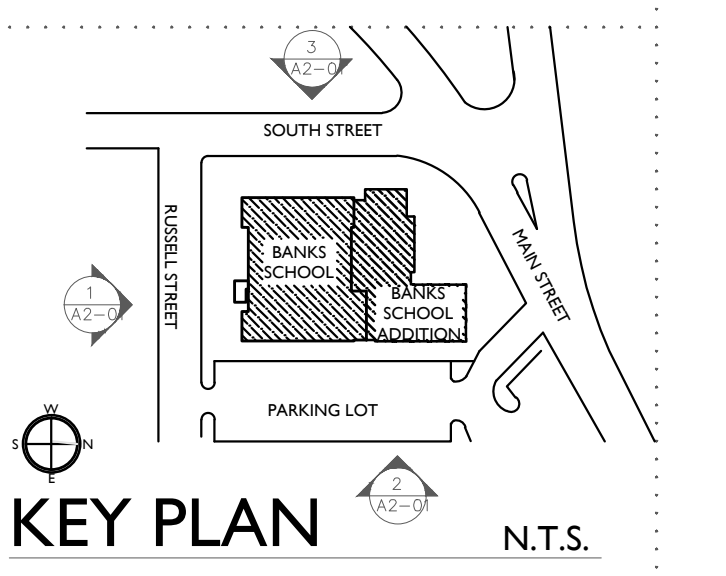 3
A2-01
SOUTH STREET
RUSSELL STREET
MAIN STREET
BANKS
SCHOOL
BANKS
SCHOOL
ADDITION
1
A2-01
PARKING LOT
W
S
N
E
2
A2-01
KEY PLAN
N.T.S.